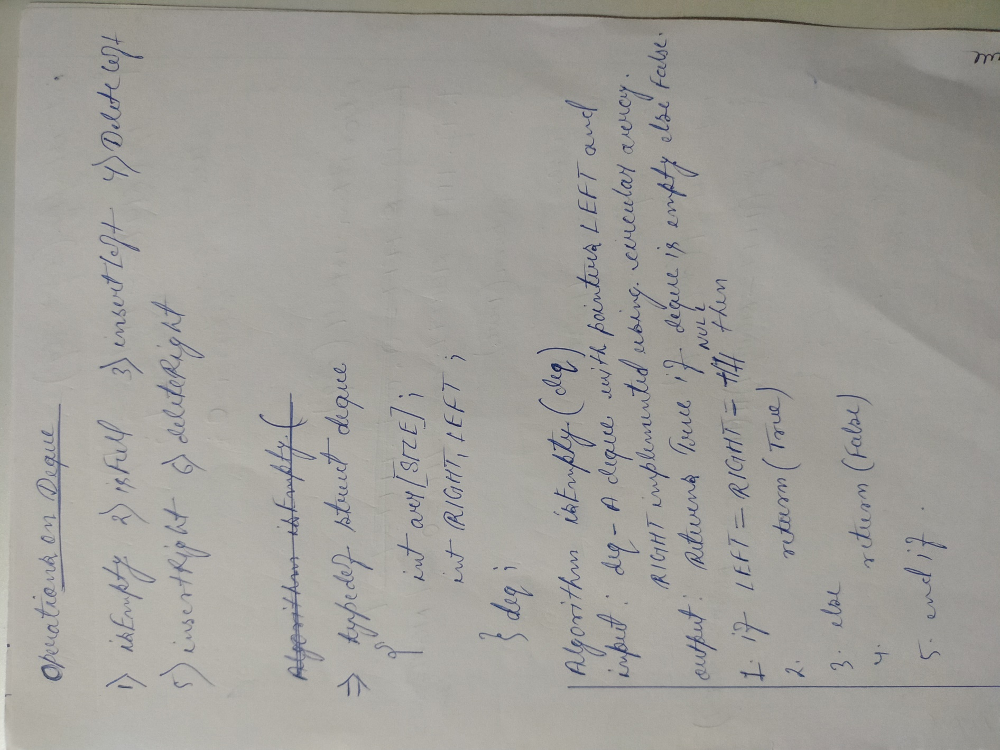 Operations on Deque
1) isEmpty 2) isFull 3) insertLeft 4) DeleteLeft
5) insertRight 6) deleteRight
Algorithm isEmpty (
⇒ typedef struct deque
{
int arr[SIZE];
int RIGHT, LEFT;
} deq;
Algorithm isEmpty (deq)
input: deq - A deque with pointers LEFT and
RIGHT implemented using circular array.
output: Returns True if deque is empty else False.
1. if LEFT = RIGHT = NULL then
2. return (True)
3. else
4. return (False)
5. end if.